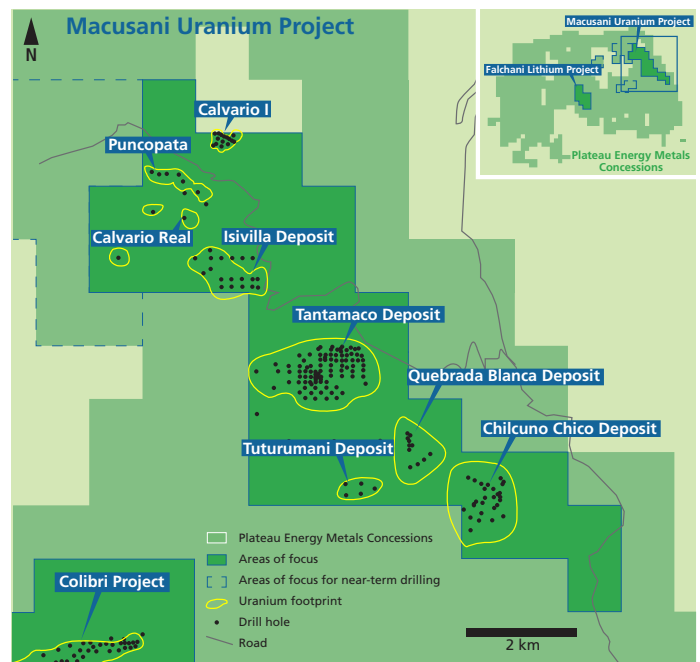 Macusani Uranium Project
N
Macusani Uranium Project
Falchani Lithium Project
Plateau Energy Metals
Concessions
Calvario I
Puncopata
Calvario Real
Isivilla Deposit
Tantamaco Deposit
Quebrada Blanca Deposit
Chilcuno Chico Deposit
Tuturumani Deposit
Colibri Project
Plateau Energy Metals Concessions
Areas of focus
Areas of focus for near-term drilling
Uranium footprint
Drill hole
Road
2 km